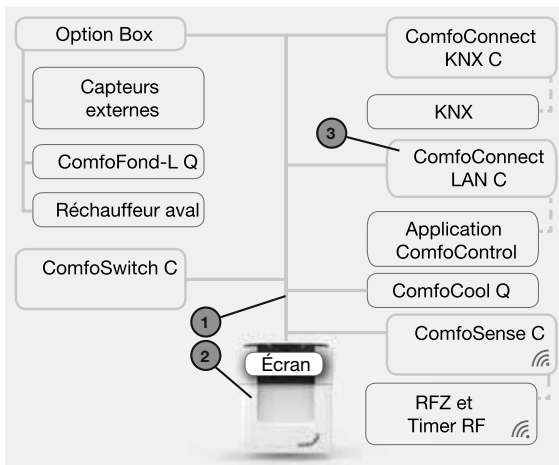 Option Box
Capteurs
externes
ComfoFond-L Q
Réchauffeur aval
ComfoSwitch C
ComfoConnect
KNX C
KNX
3
ComfoConnect
LAN C
Application
ComfoControl
ComfoCool Q
1
ComfoSense C
2
Écran
RFZ et
Timer RF